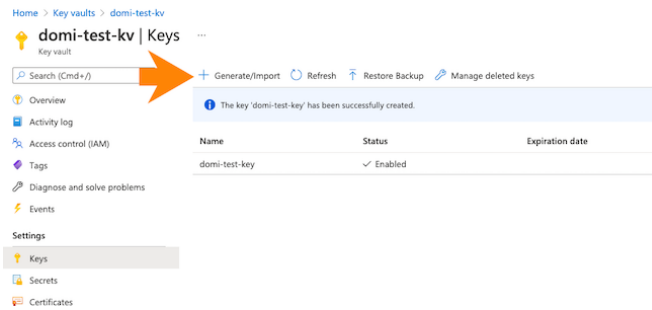 Home > Key vaults > domi-test-kv
domi-test-kv | Keys ...
Key vault
Search (Cmd+/)
Generate/Import Refresh Restore Backup Manage deleted keys
Overview
The key 'domi-test-key' has been successfully created.
Activity log
Access control (IAM)
Name Status Expiration date
Tags
domi-test-key Enabled
Diagnose and solve problems
Events
Settings
Keys
Secrets
Certificates